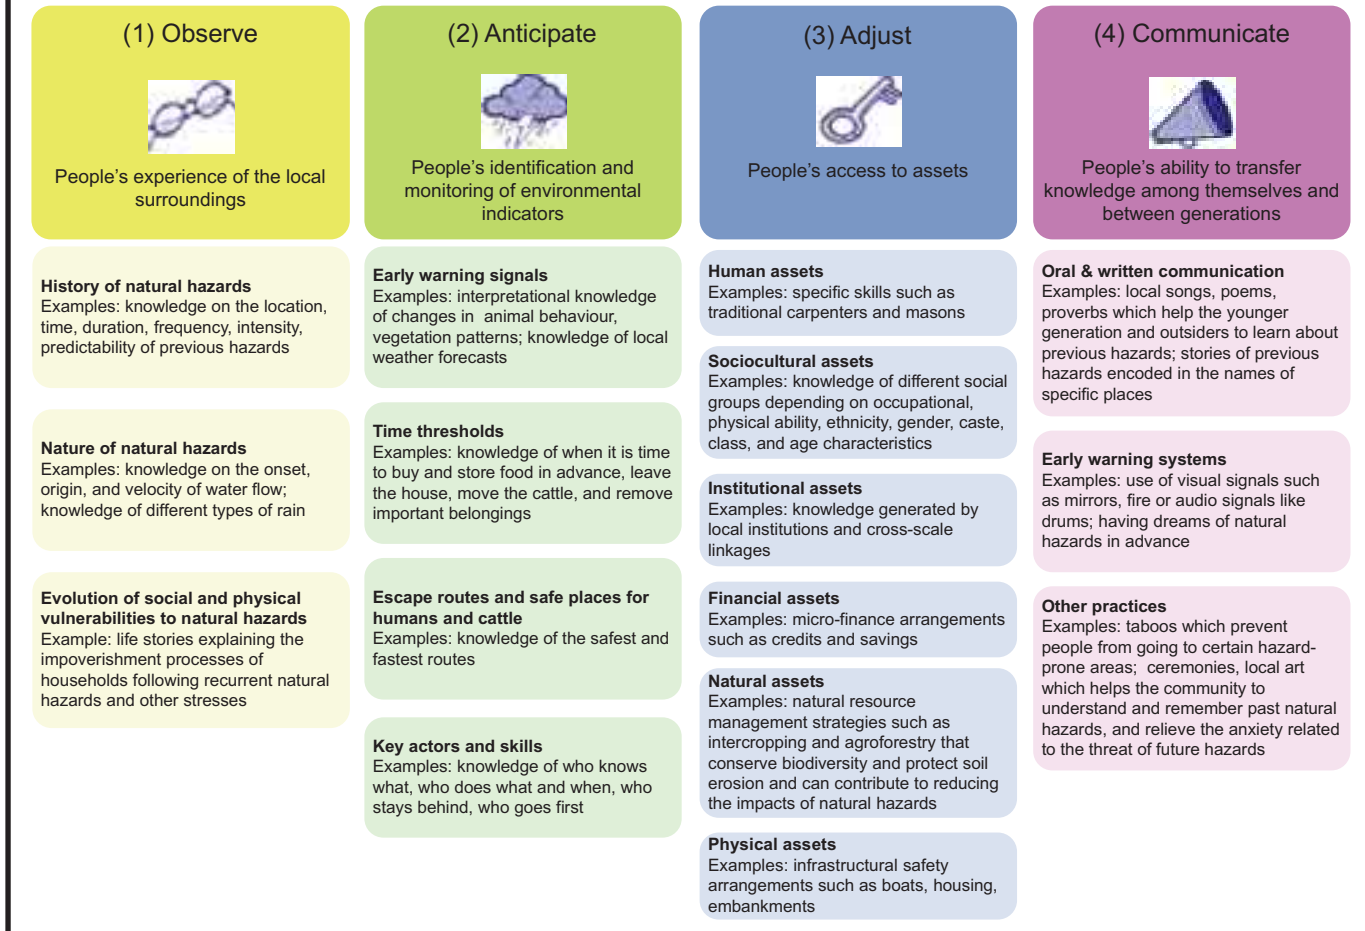 (1) Observe
People's experience of the local
surroundings
History of natural hazards
Examples: knowledge on the location,
time, duration, frequency, intensity,
predictability of previous hazards
Nature of natural hazards
Examples: knowledge on the onset,
origin, and velocity of water flow;
knowledge of different types of rain
Evolution of social and physical
vulnerabilities to natural hazards
Example: life stories explaining the
impoverishment processes of
households following recurrent natural
hazards and other stresses
(2) Anticipate
People's identification and
monitoring of environmental
indicators
Early warning signals
Examples: interpretational knowledge
of changes in  animal behaviour,
vegetation patterns; knowledge of local
weather forecasts
Time thresholds
Examples: knowledge of when it is time
to buy and store food in advance, leave
the house, move the cattle, and remove
important belongings
Escape routes and safe places for
humans and cattle
Examples: knowledge of the safest and
fastest routes
Key actors and skills
Examples: knowledge of who knows
what, who does what and when, who
stays behind, who goes first
(3) Adjust
People's access to assets
Human assets
Examples: specific skills such as
traditional carpenters and masons
Sociocultural assets
Examples: knowledge of different social
groups depending on occupational,
physical ability, ethnicity, gender, caste,
class, and age characteristics
Institutional assets
Examples: knowledge generated by
local institutions and cross-scale
linkages
Financial assets
Examples: micro-finance arrangements
such as credits and savings
Natural assets
Examples: natural resource
management strategies such as
intercropping and agroforestry that
conserve biodiversity and protect soil
erosion and can contribute to reducing
the impacts of natural hazards
Physical assets
Examples: infrastructural safety
arrangements such as boats, housing,
embankments
(4) Communicate
People's ability to transfer
knowledge among themselves and
between generations
Oral & written communication
Examples: local songs, poems,
proverbs which help the younger
generation and outsiders to learn about
previous hazards; stories of previous
hazards encoded in the names of
specific places
Early warning systems
Examples: use of visual signals such
as mirrors, fire or audio signals like
drums; having dreams of natural
hazards in advance
Other practices
Examples: taboos which prevent
people from going to certain hazard-
prone areas;  ceremonies, local art
which helps the community to
understand and remember past natural
hazards, and relieve the anxiety related
to the threat of future hazards